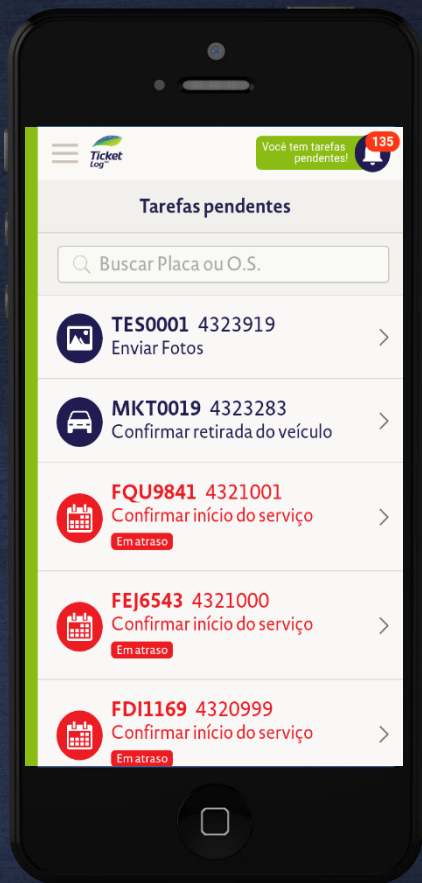 Ticket
Log
Você tem tarefas
pendentes!
135
Tarefas pendentes
Buscar Placa ou O.S.
TES0001 4323919
Enviar Fotos
MKT0019 4323283
Confirmar retirada do veículo
FQU9841 4321001
Confirmar início do serviço
Em atraso
FEJ6543 4321000
Confirmar início do serviço
Em atraso
FDI1169 4320999
Confirmar início do serviço
Em atraso